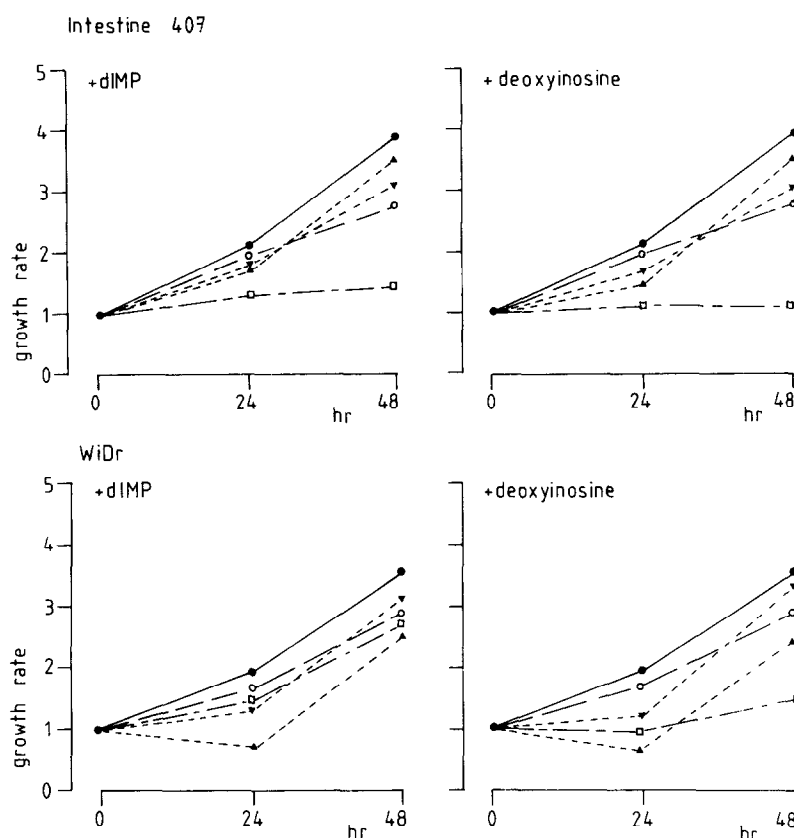 Intestine 407
+dIMP
+ deoxyinosine
5
4
3
2
1
0
growth rate
0 24 48
hr
growth rate
0 24 48
hr
WiDr
+dIMP
+deoxyinosine
5
4
3
2
1
0
growth rate
0 24 48
hr
0 24 48
hr